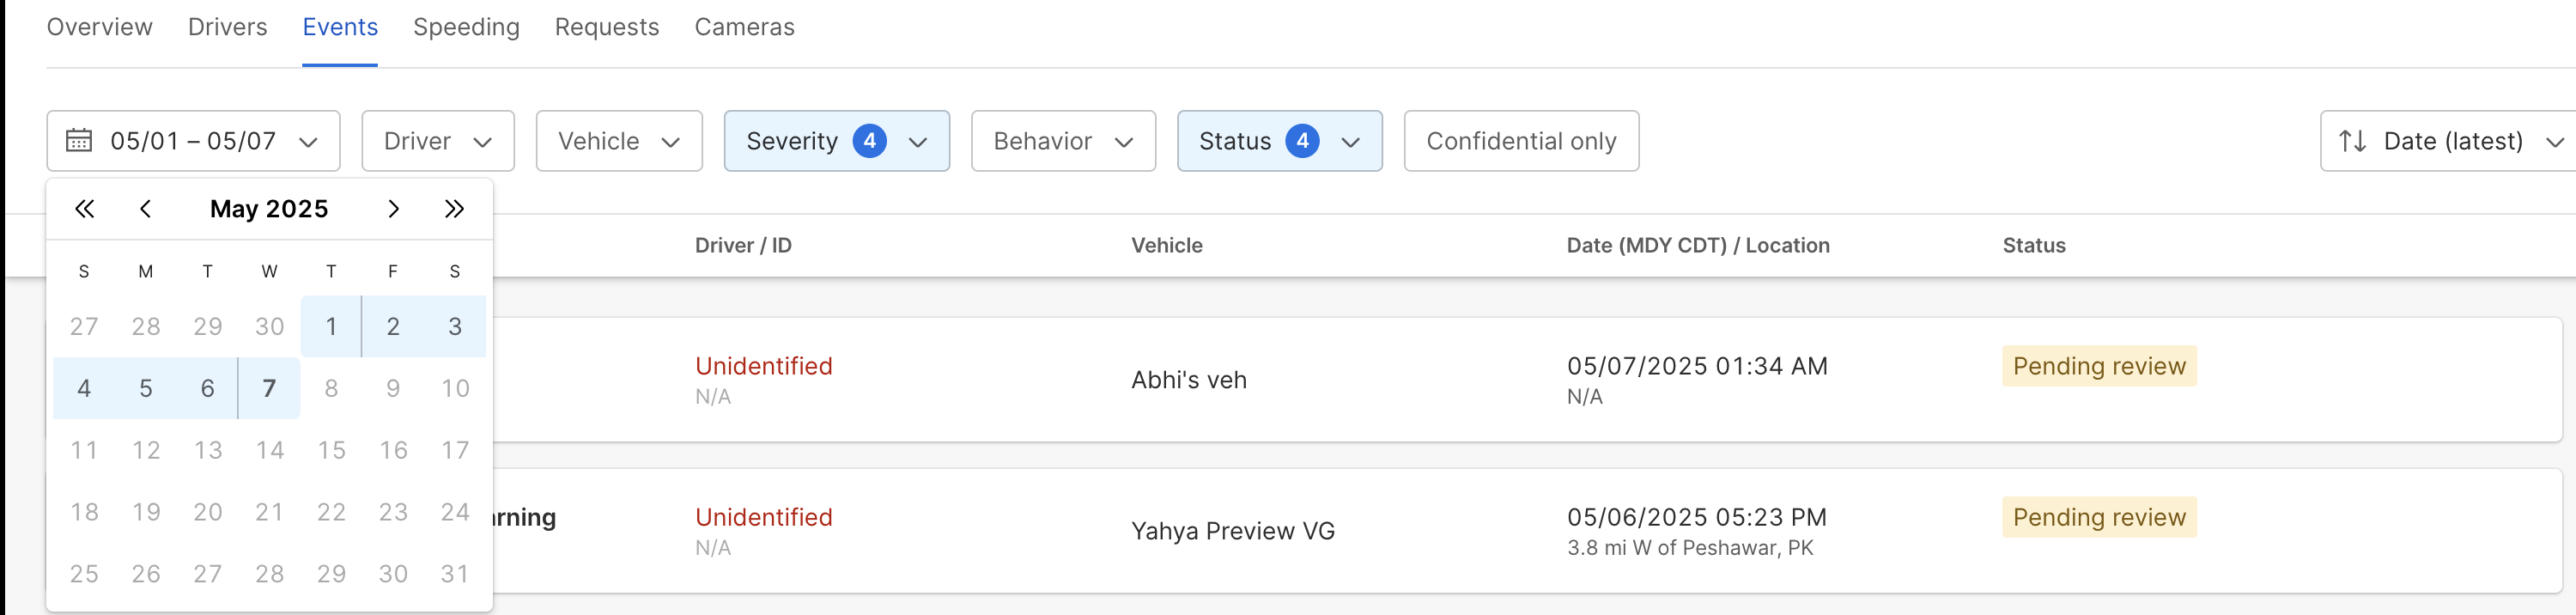 Overview Drivers Events Speeding Requests Cameras
05/01 – 05/07 Driver Vehicle Severity 4 Behavior Status 4 Confidential only Date (latest)
May 2025
S M T W T F S
27 28 29 30 1 2 3
4 5 6 7 8 9 10
11 12 13 14 15 16 17
18 19 20 21 22 23 24
25 26 27 28 29 30 31
Driver / ID Vehicle Date (MDY CDT) / Location Status
Unidentified Abhi's veh 05/07/2025 01:34 AM Pending review
N/A N/A
rning Unidentified Yahya Preview VG 05/06/2025 05:23 PM Pending review
N/A 3.8 mi W of Peshawar, PK